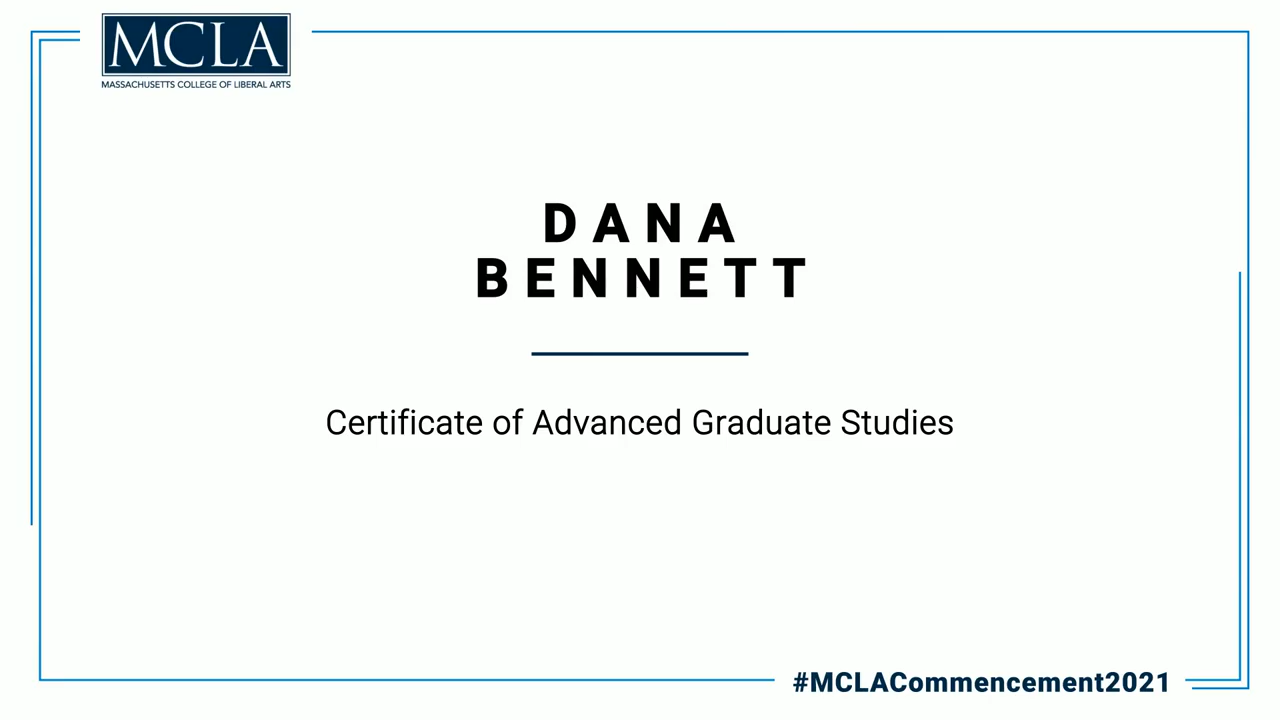 MCLA
MASSACHUSETTS COLLEGE OF LIBERAL ARTS
DANA
BENNETT
Certificate of Advanced Graduate Studies
#MCLACommencement2021